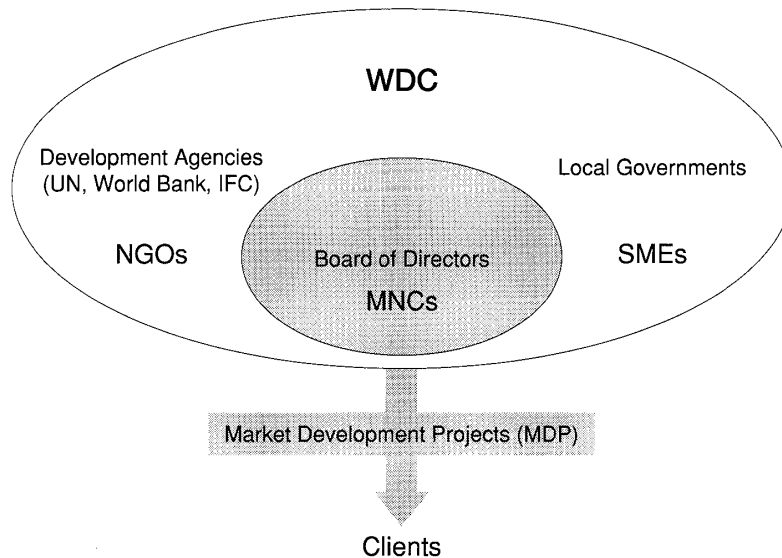 WDC
Development Agencies
(UN, World Bank, IFC)
Local Governments
NGOs
SMEs
Board of Directors
MNCs
Market Development Projects (MDP)
Clients